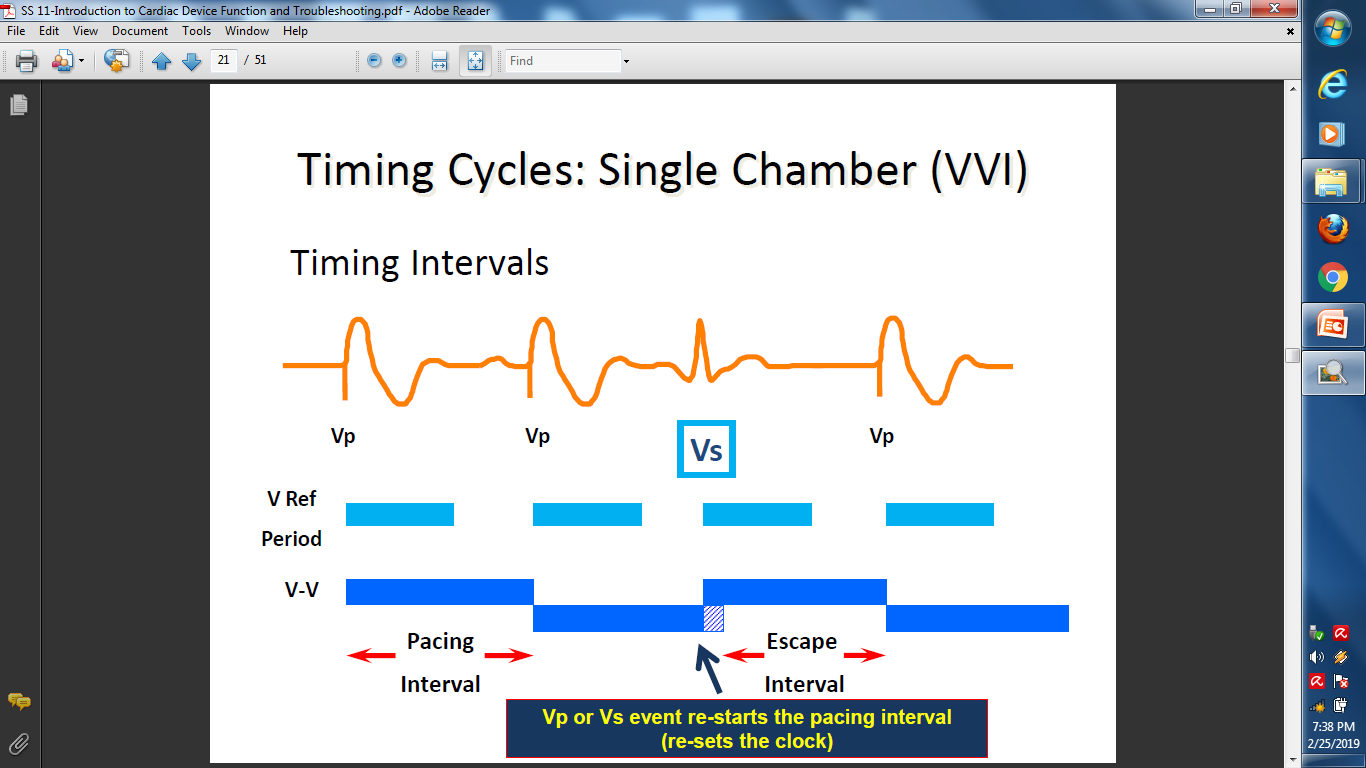 SS 11-Introduction to Cardiac Device Function and Troubleshooting.pdf - Adobe Reader
File Edit View Document Tools Window Help
21 / 51 Find
Timing Cycles: Single Chamber (VVI)
Timing Intervals
Vp Vp Vs Vp
V Ref
Period
V-V
Pacing Escape
Interval Interval
Vp or Vs event re-starts the pacing interval
(re-sets the clock)
7:38 PM
2/25/2019